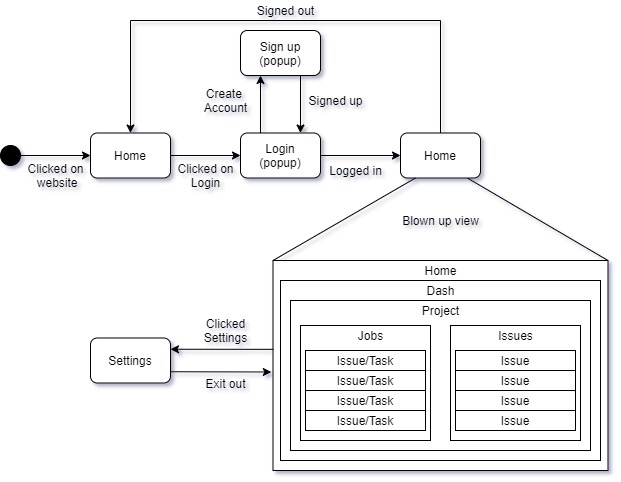 Signed out
Sign up
(popup)
Create
Account
Signed up
Home
Login
(popup)
Home
Clicked on
website
Clicked on
Login
Logged in
Blown up view
Home
Dash
Project
Jobs
Issues
Clicked
Settings
Settings
Exit out
Issue/Task
Issue
Issue/Task
Issue
Issue/Task
Issue
Issue/Task
Issue